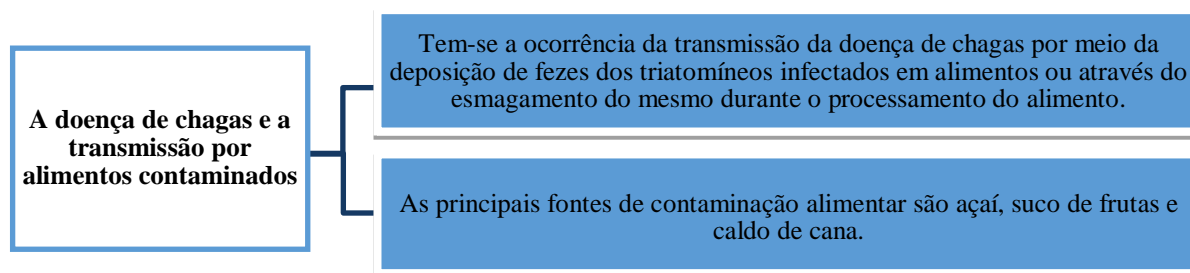 A doença de chagas e a
transmissão por
alimentos contaminados
Tem-se a ocorrência da transmissão da doença de chagas por meio da
deposição de fezes dos triatomíneos infectados em alimentos ou através do
esmagamento do mesmo durante o processamento do alimento.
As principais fontes de contaminação alimentar são açaí, suco de frutas e
caldo de cana.